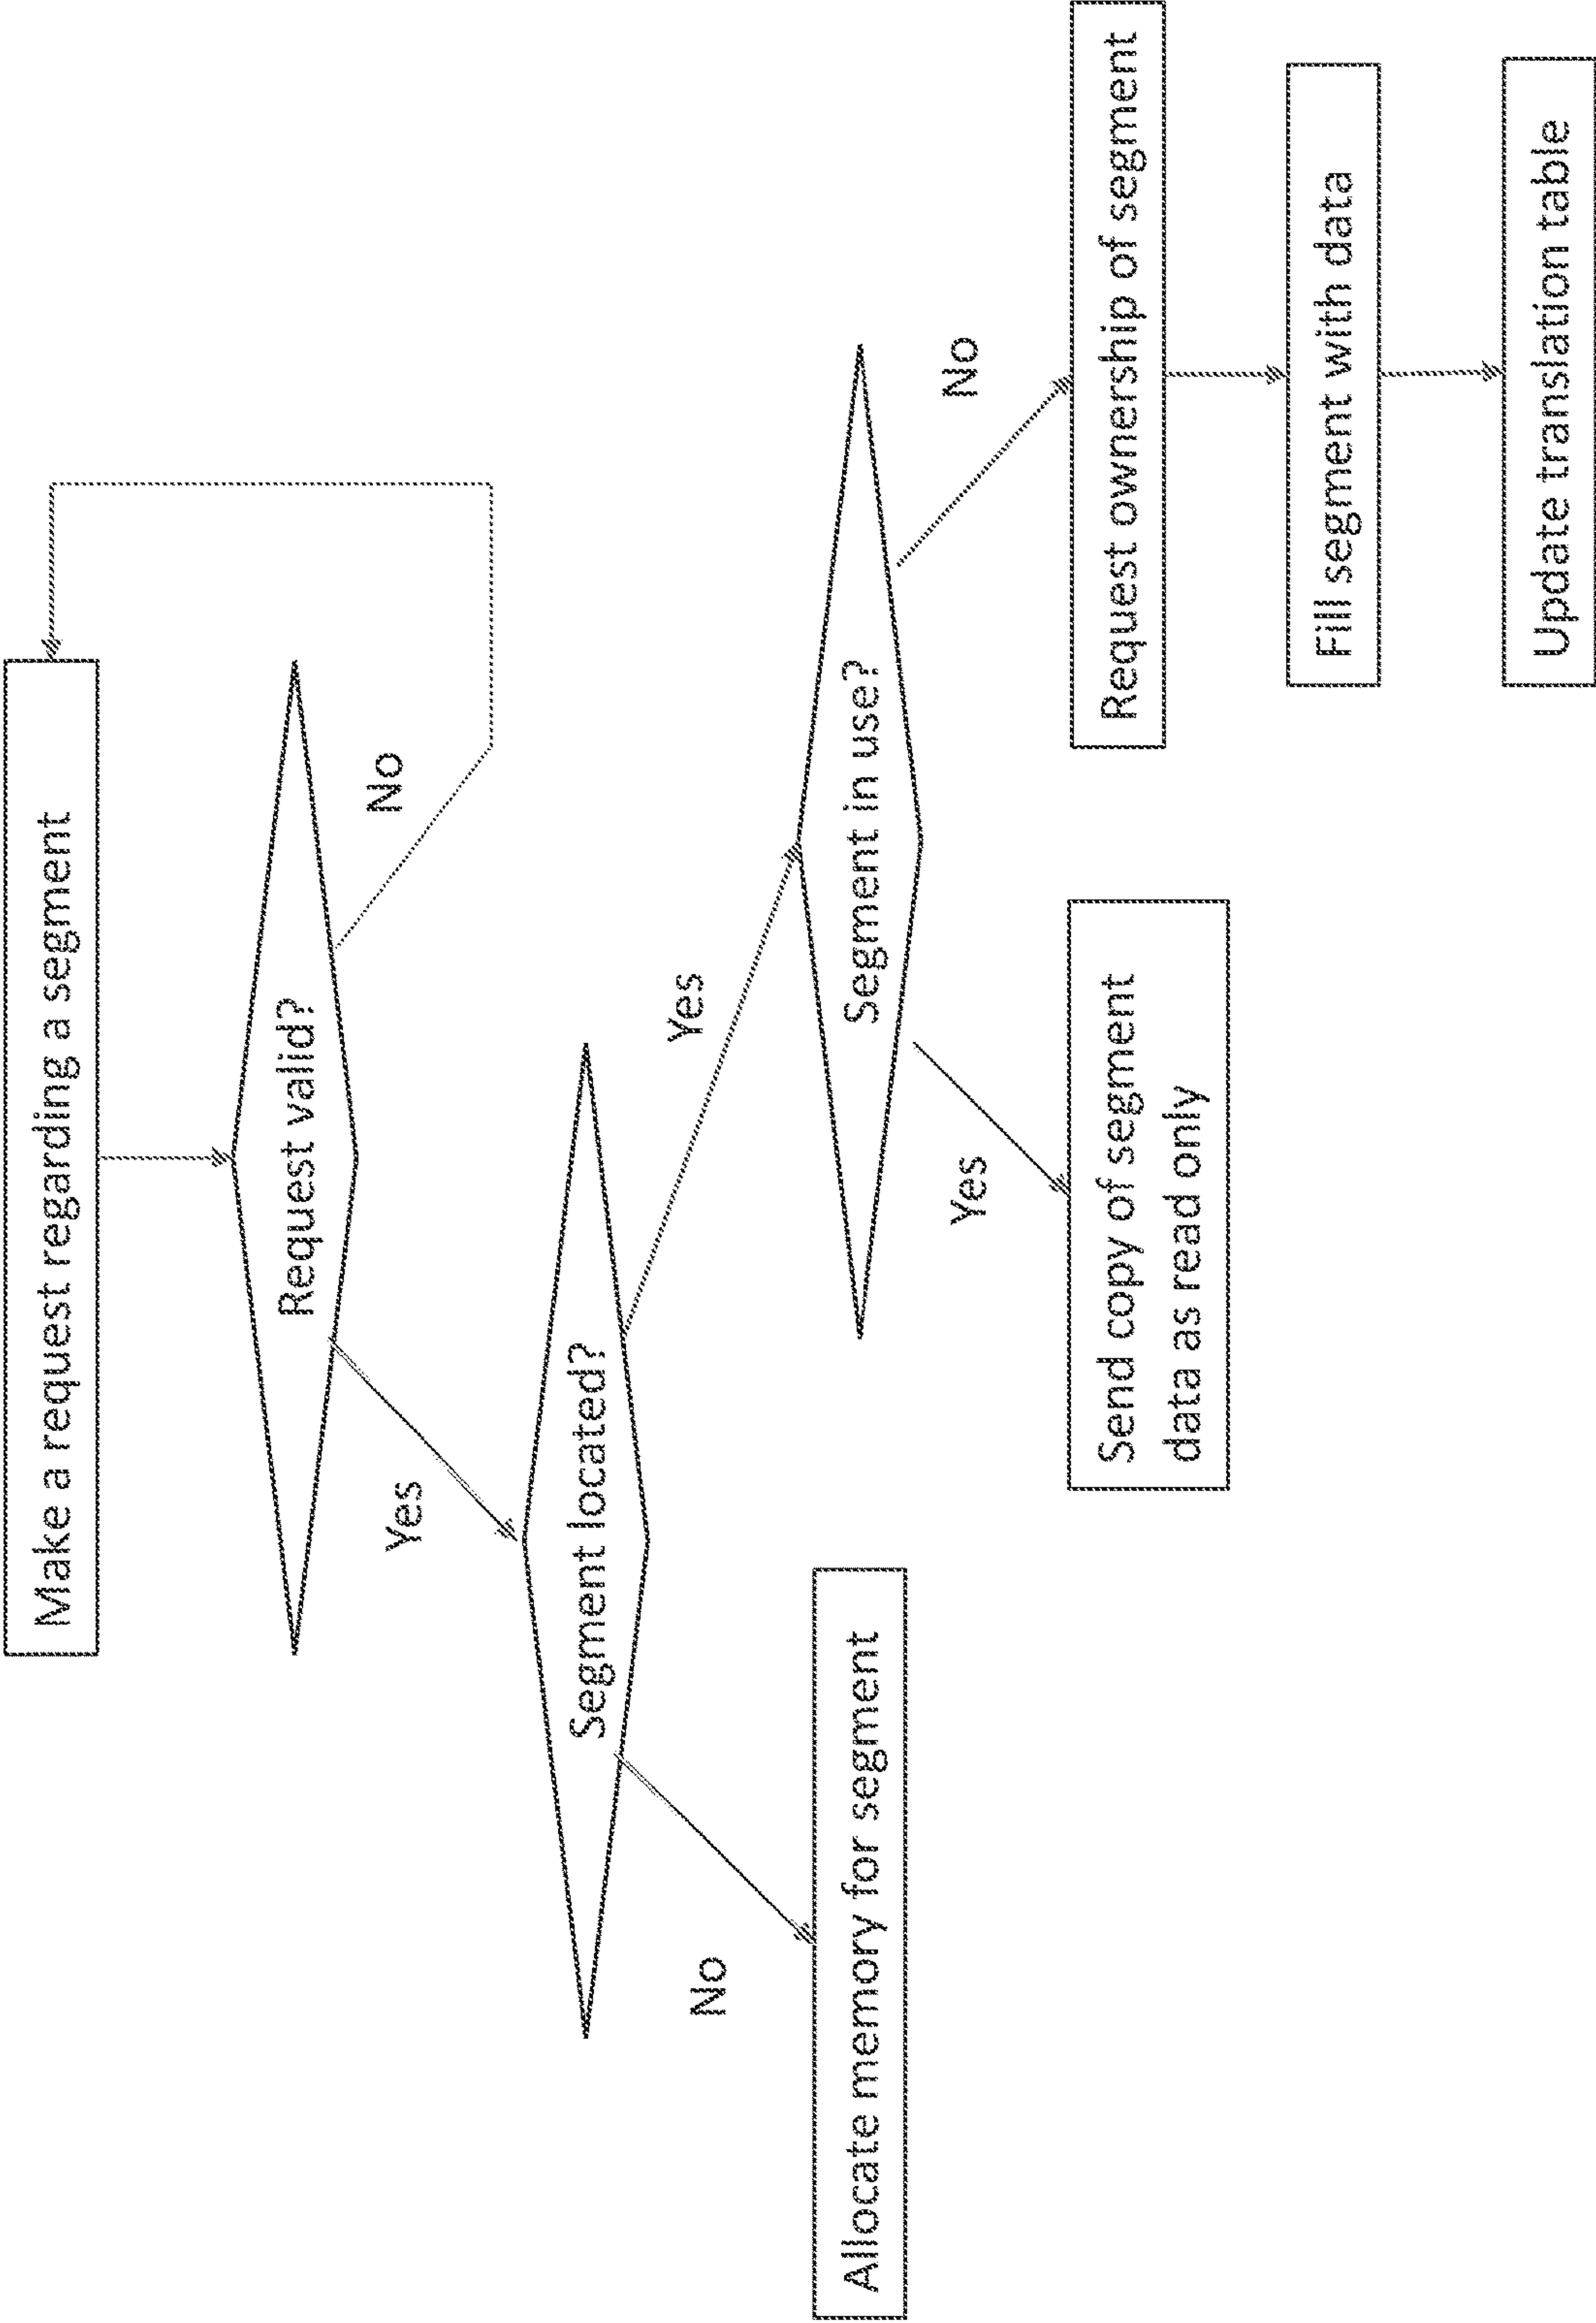 Make a request regarding a segment
Request valid?
Yes
No
Segment located?
No
Yes
Allocate memory for segment
Segment in use?
Yes
No
Send copy of segment
data as read only
Request ownership of segment
Fill segment with data
Update translation table